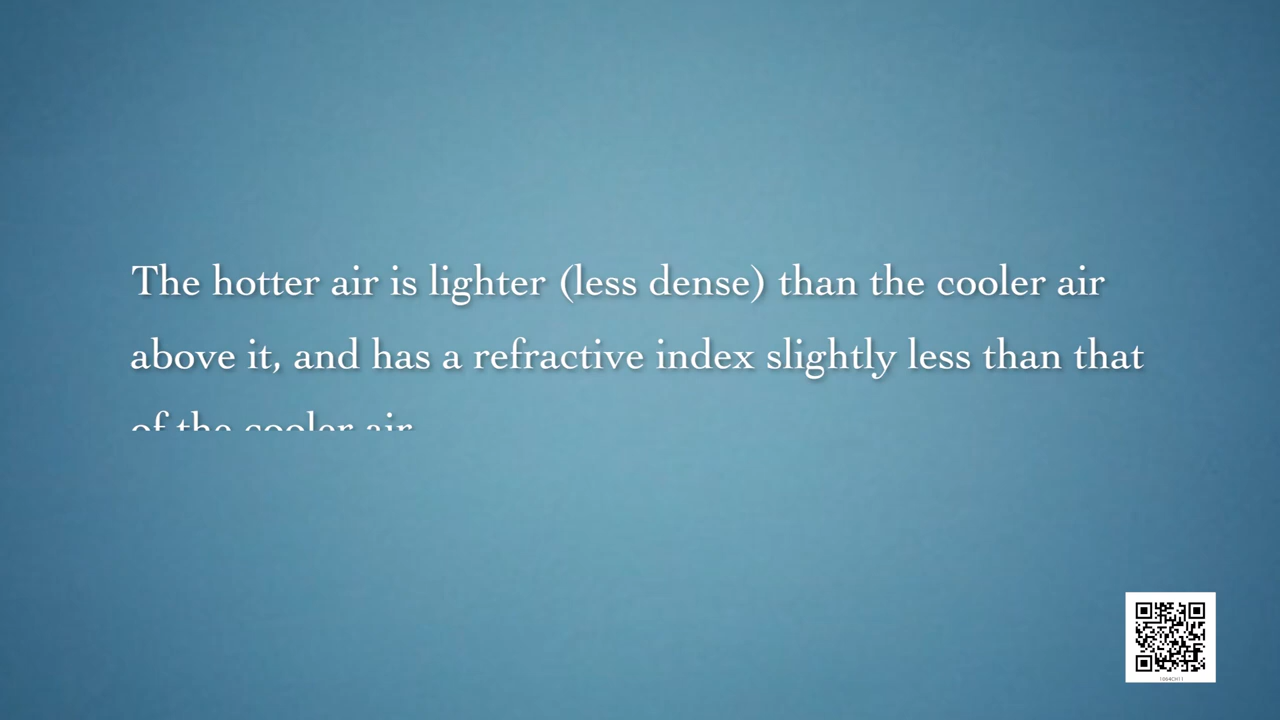 The hotter air is lighter (less dense) than the cooler air
above it, and has a refractive index slightly less than that
of the cooler air